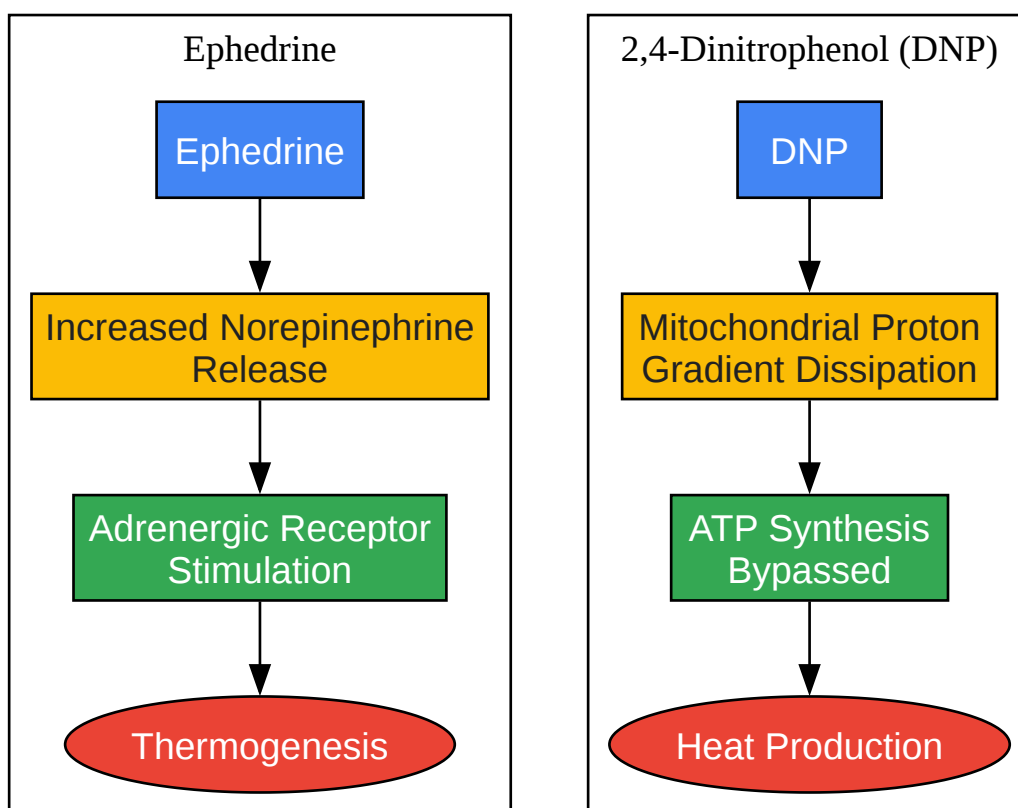 Ephedrine
Ephedrine
Increased Norepinephrine
Release
Adrenergic Receptor
Stimulation
Thermogenesis
2,4-Dinitrophenol (DNP)
DNP
Mitochondrial Proton
Gradient Dissipation
ATP Synthesis
Bypassed
Heat Production